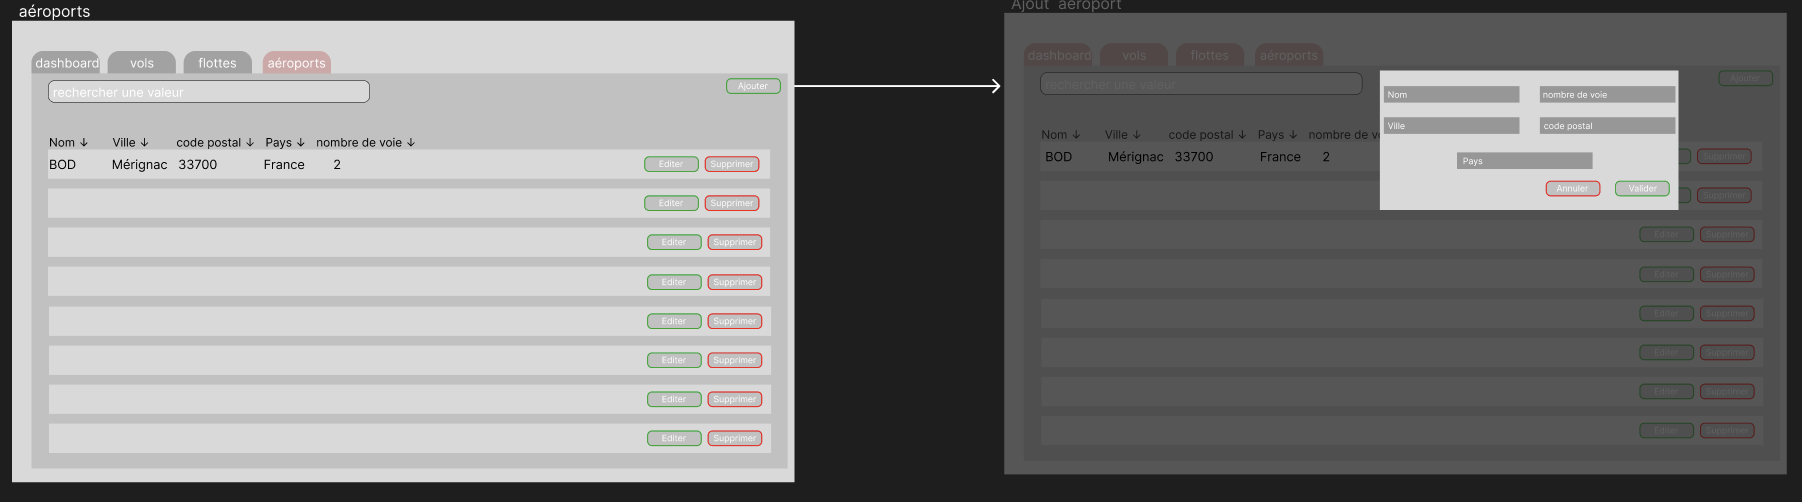 aéroports
dashboard vols flottes aéroports
rechercher une valeur
Ajouter
Nom ↓ Ville ↓ code postal ↓ Pays ↓ nombre de voie ↓
BOD Mérignac 33700 France 2 Editer Supprimer
Editer Supprimer
Editer Supprimer
Editer Supprimer
Editer Supprimer
Editer Supprimer
Editer Supprimer
Editer Supprimer
Ajout aéroport
dashboard vols flottes aéroports
rechercher une valeur
Ajouter
Nom ↓ Ville ↓ code postal ↓ Pays ↓ nombre de v
BOD Mérignac 33700 France 2 Supprimer
Supprimer
Editer Supprimer
Editer Supprimer
Editer Supprimer
Editer Supprimer
Editer Supprimer
Editer Supprimer
Nom nombre de voie
Ville code postal
Pays
Annuler Valider